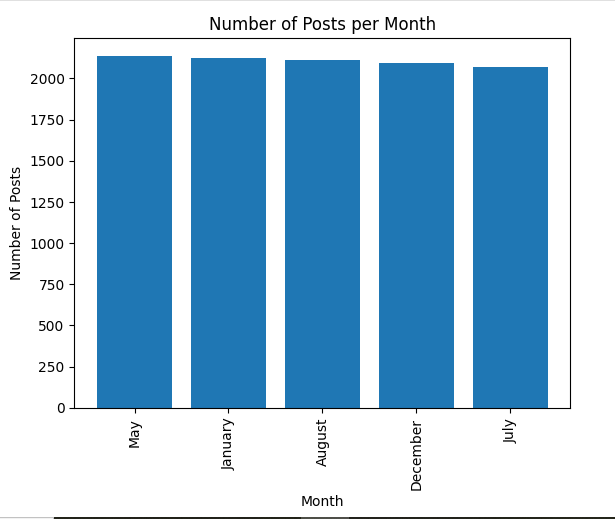 Number of Posts per Month
Number of Posts
2000
1750
1500
1250
1000
750
500
250
0
May
January
August
December
July
Month